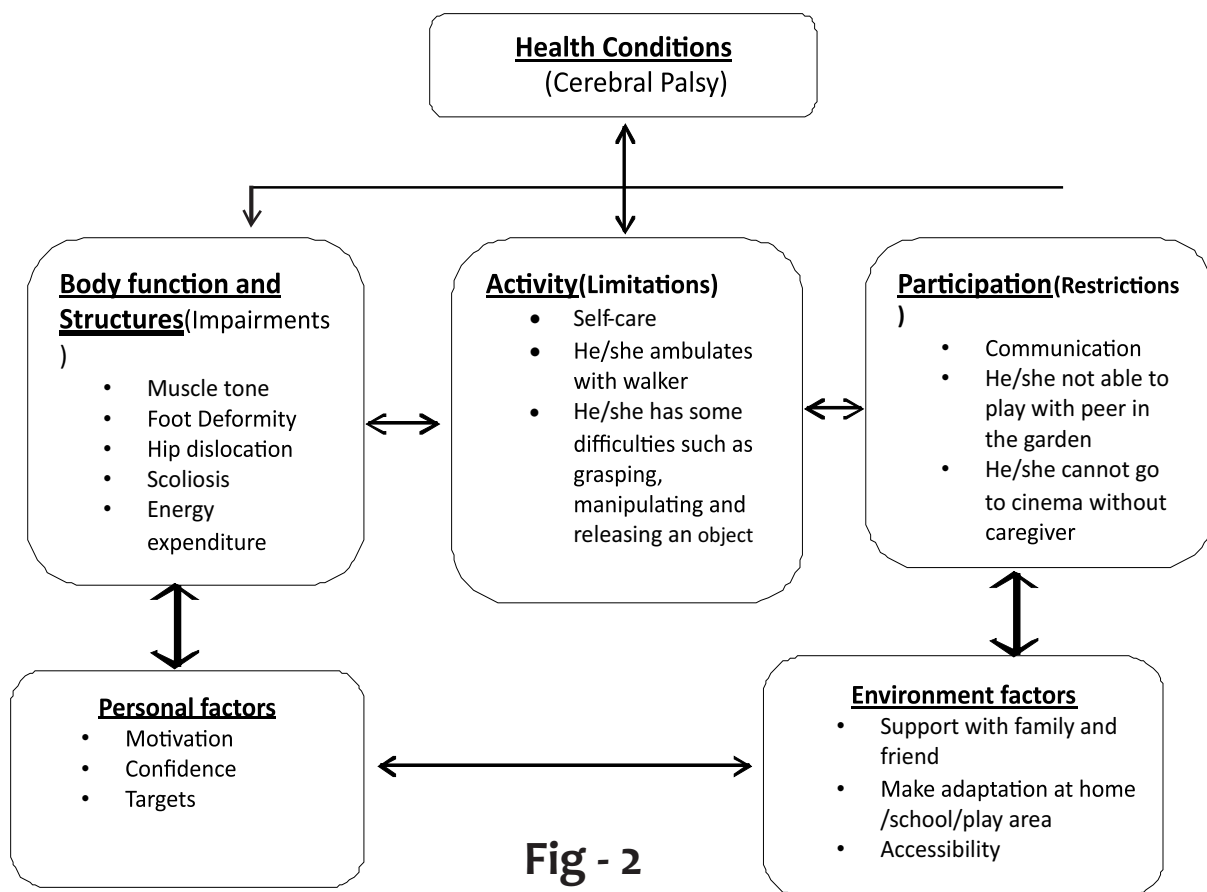 Health Conditions
(Cerebral Palsy)
Body function and
Structures(Impairments
)
• Muscle tone
• Foot Deformity
• Hip dislocation
• Scoliosis
• Energy
expenditure
Activity(Limitations)
• Self-care
• He/she ambulates
with walker
• He/she has some
difficulties such as
grasping,
manipulating and
releasing an object
Participation(Restrictions
)
• Communication
• He/she not able to
play with peer in
the garden
• He/she cannot go
to cinema without
caregiver
Personal factors
• Motivation
• Confidence
• Targets
Environment factors
• Support with family and
friend
• Make adaptation at home
/school/play area
• Accessibility
Fig - 2